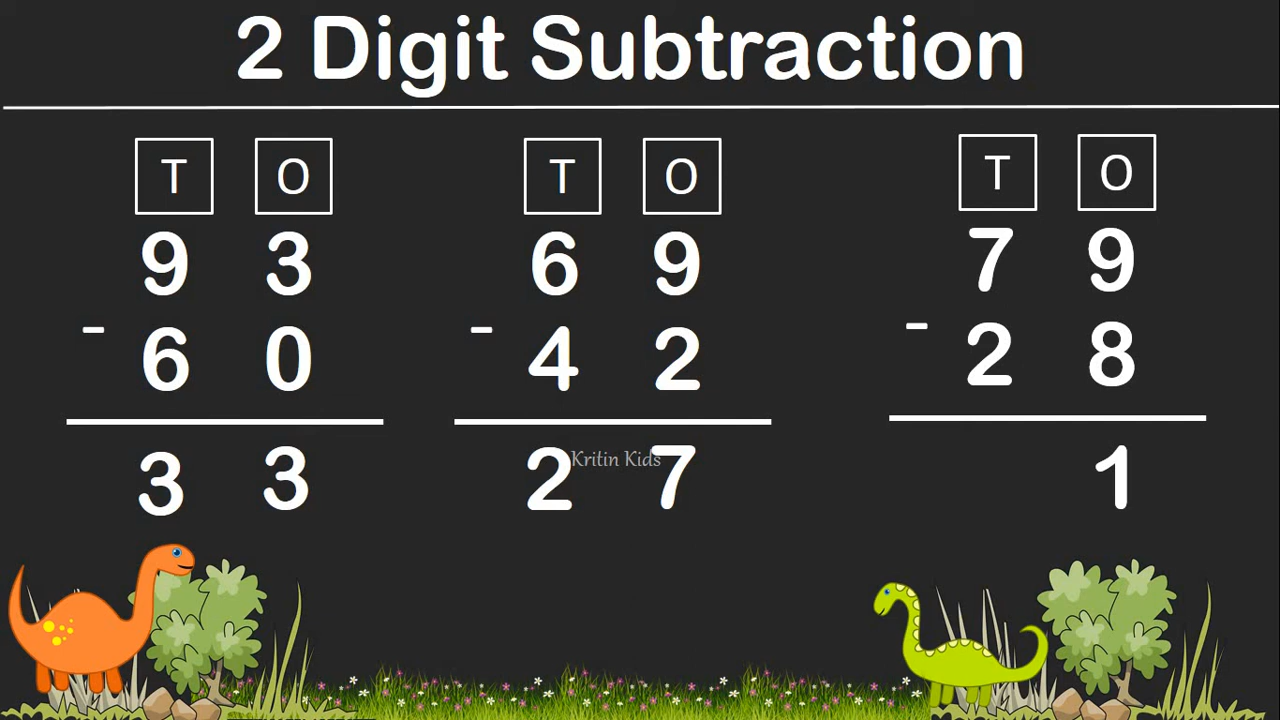 2 Digit Subtraction
T O T O T O
9 3 6 9 7 9
- 6 0 - 4 2 - 2 8
3 3 2 7 1
Kritin Kids